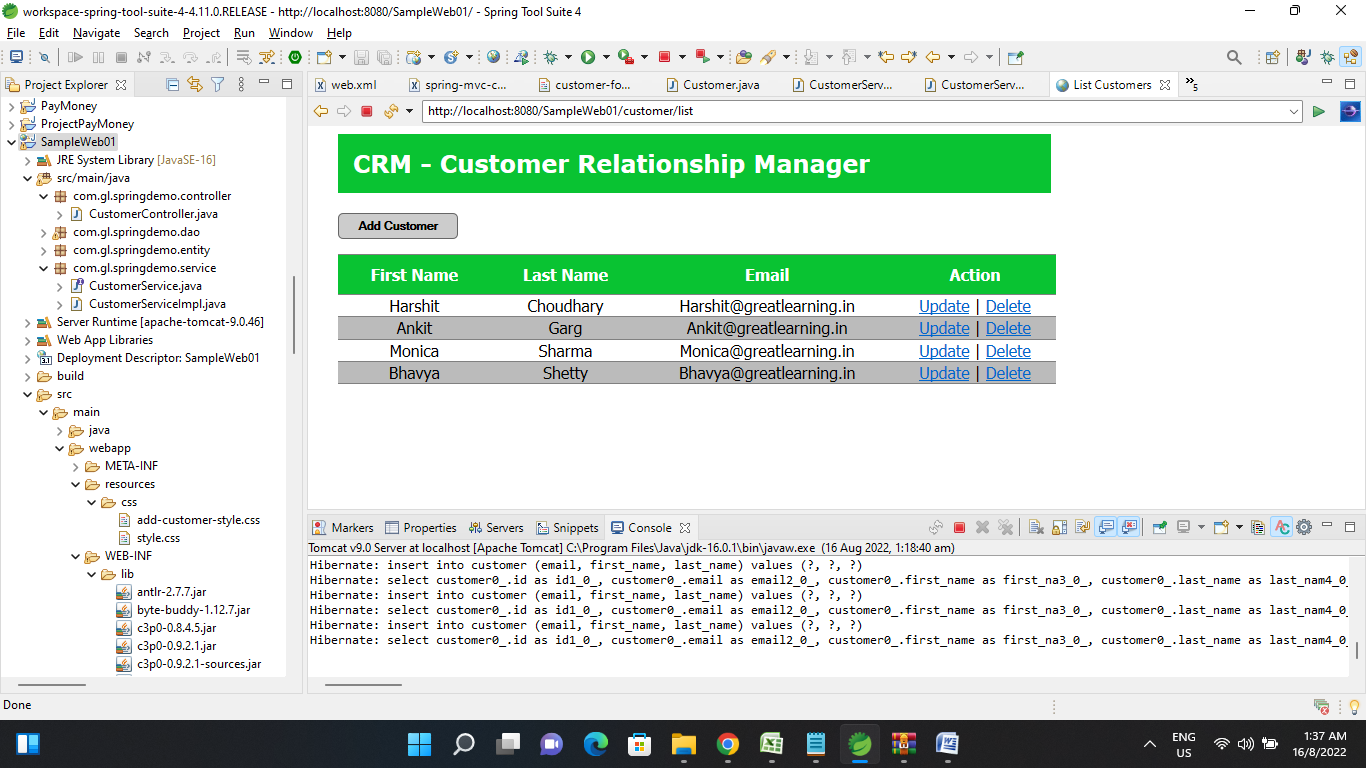 workspace-spring-tool-suite-4-4.11.0.RELEASE - http://localhost:8080/SampleWeb01/ - Spring Tool Suite 4
File Edit Navigate Search Project Run Window Help
Project Explorer
PayMoney
ProjectPayMoney
SampleWeb01
JRE System Library [JavaSE-16]
src/main/java
com.gl.springdemo.controller
CustomerController.java
com.gl.springdemo.dao
com.gl.springdemo.entity
com.gl.springdemo.service
CustomerService.java
CustomerServiceImpl.java
Server Runtime [apache-tomcat-9.0.46]
Web App Libraries
Deployment Descriptor: SampleWeb01
build
src
main
java
webapp
META-INF
resources
css
add-customer-style.css
style.css
WEB-INF
lib
antlr-2.7.7.jar
byte-buddy-1.12.7.jar
c3p0-0.8.4.5.jar
c3p0-0.9.2.1.jar
c3p0-0.9.2.1-sources.jar
web.xml spring-mvc-c... customer-fo... Customer.java CustomerServ... CustomerServ... List Customers »5
http://localhost:8080/SampleWeb01/customer/list
CRM - Customer Relationship Manager
Add Customer
First Name Last Name Email Action
Harshit Choudhary Harshit@greatlearning.in Update | Delete
Ankit Garg Ankit@greatlearning.in Update | Delete
Monica Sharma Monica@greatlearning.in Update | Delete
Bhavya Shetty Bhavya@greatlearning.in Update | Delete
Markers Properties Servers Snippets Console
Tomcat v9.0 Server at localhost [Apache Tomcat] C:\Program Files\Java\jdk-16.0.1\bin\javaw.exe (16 Aug 2022, 1:18:40 am)
Hibernate: insert into customer (email, first_name, last_name) values (?, ?, ?)
Hibernate: select customer0_.id as id1_0_, customer0_.email as email2_0_, customer0_.first_name as first_na3_0_, customer0_.last_name as last_nam4_0_
Hibernate: insert into customer (email, first_name, last_name) values (?, ?, ?)
Hibernate: select customer0_.id as id1_0_, customer0_.email as email2_0_, customer0_.first_name as first_na3_0_, customer0_.last_name as last_nam4_0_
Hibernate: insert into customer (email, first_name, last_name) values (?, ?, ?)
Hibernate: select customer0_.id as id1_0_, customer0_.email as email2_0_, customer0_.first_name as first_na3_0_, customer0_.last_name as last_nam4_0_
Done
ENG
US
1:37 AM
16/8/2022